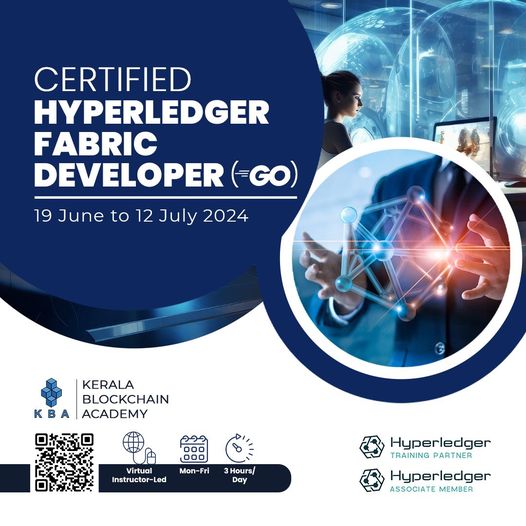 CERTIFIED
HYPERLEDGER
FABRIC
DEVELOPER (GO)
19 June to 12 July 2024
KBA
KERALA
BLOCKCHAIN
ACADEMY
Virtual
Instructor-Led
Mon-Fri
3 Hours/
Day
Hyperledger
TRAINING PARTNER
Hyperledger
ASSOCIATE MEMBER